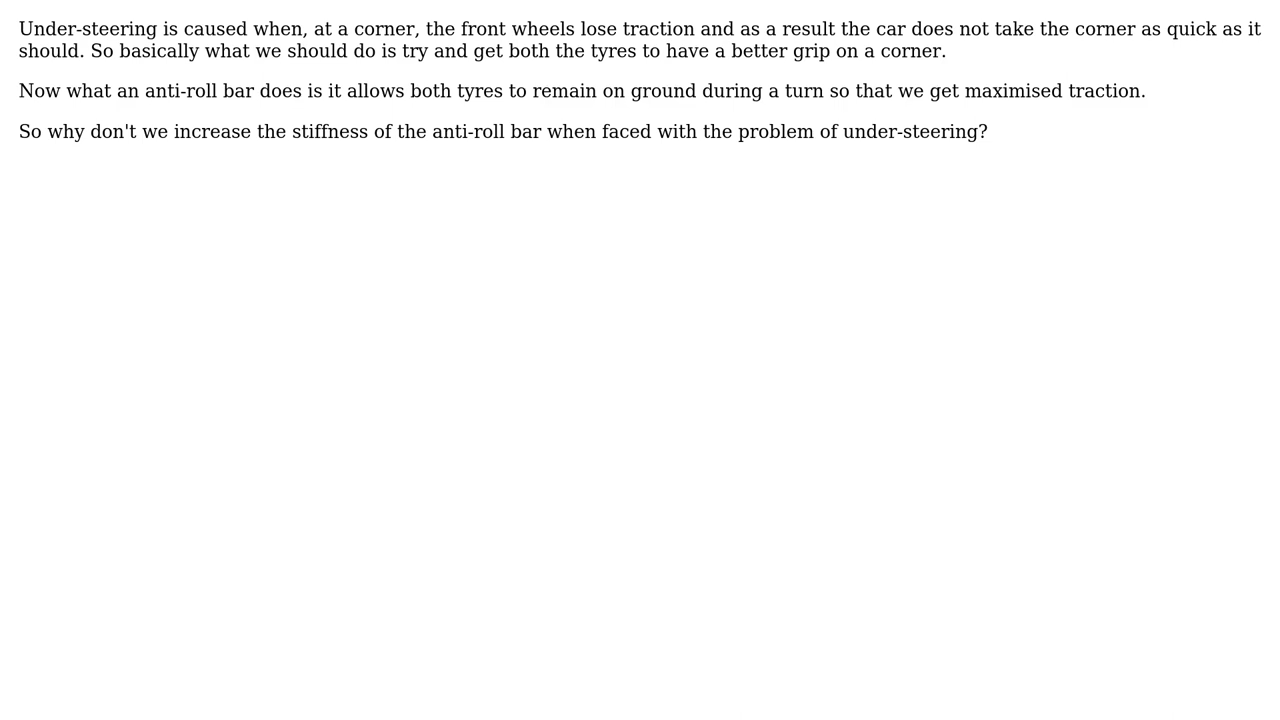 Under-steering is caused when, at a corner, the front wheels lose traction and as a result the car does not take the corner as quick as it
should. So basically what we should do is try and get both the tyres to have a better grip on a corner.
Now what an anti-roll bar does is it allows both tyres to remain on ground during a turn so that we get maximised traction.
So why don't we increase the stiffness of the anti-roll bar when faced with the problem of under-steering?